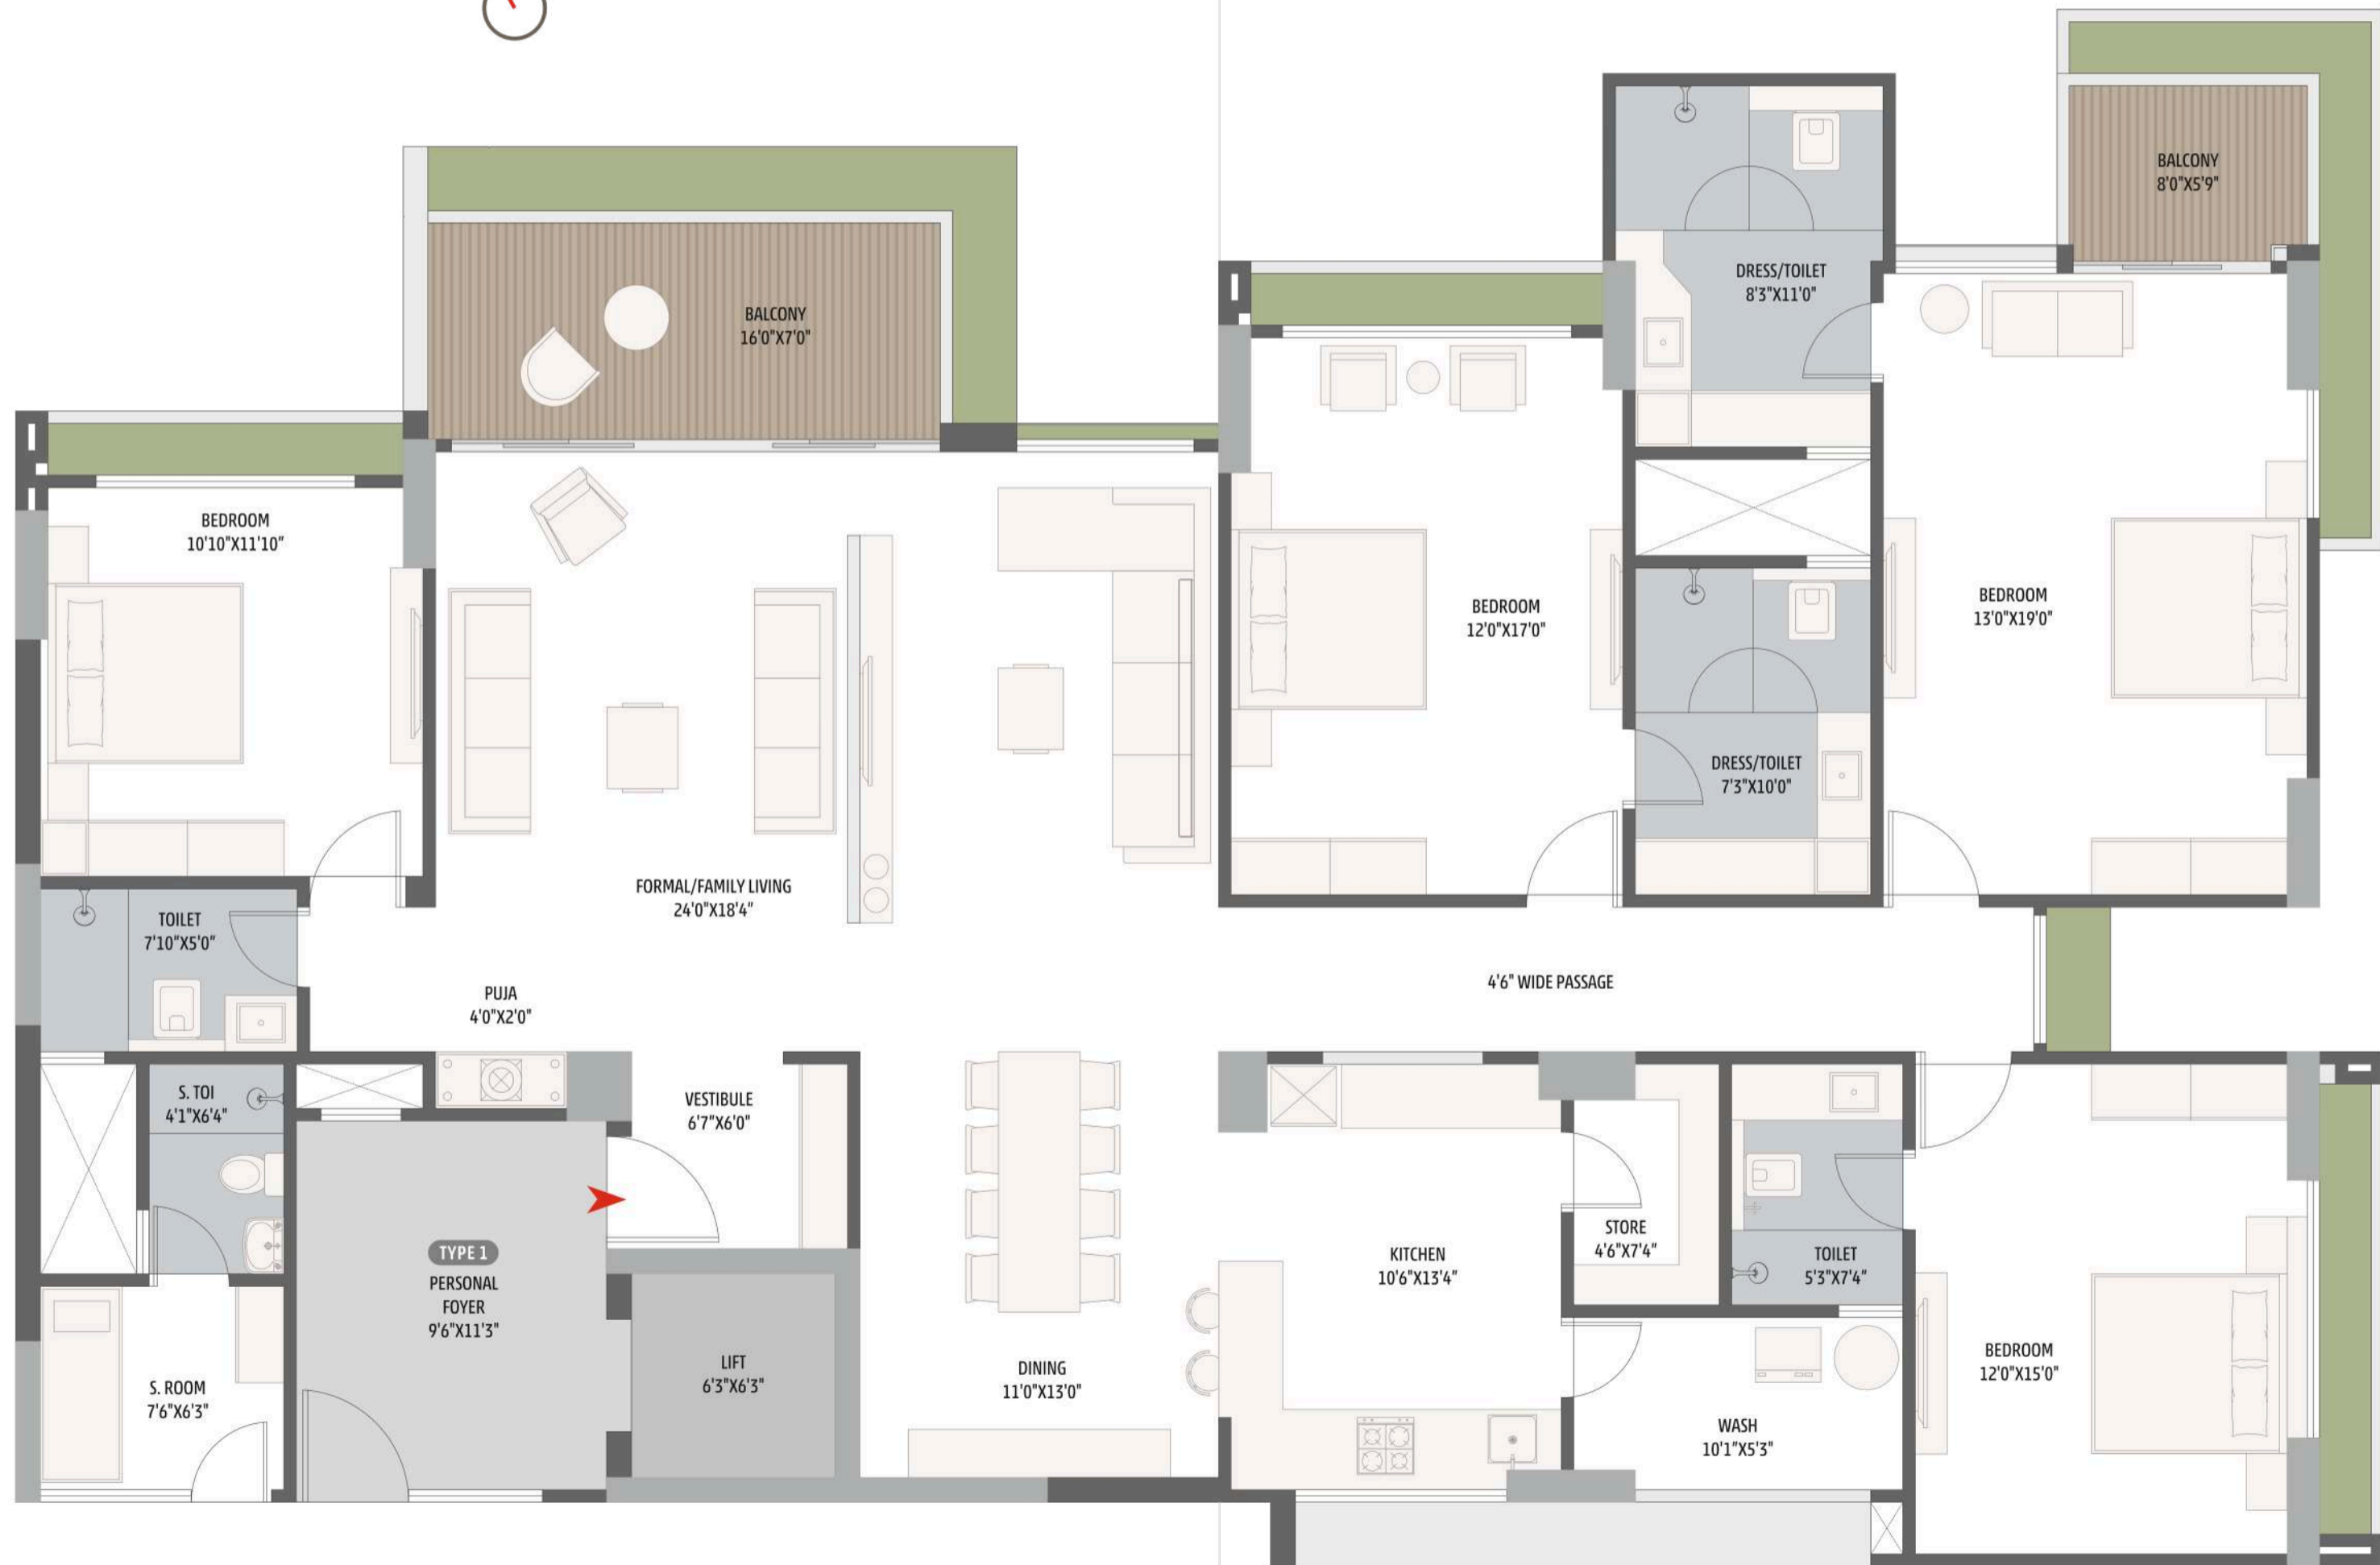 BALCONY
8'0"X5'9"
DRESS/TOILET
8'3"X11'0"
BALCONY
16'0"X7'0"
BEDROOM
10'10"X11'10"
BEDROOM
12'0"X17'0"
BEDROOM
13'0"X19'0"
DRESS/TOILET
7'3"X10'0"
FORMAL/FAMILY LIVING
24'0"X18'4"
TOILET
7'10"X5'0"
PUJA
4'0"X2'0"
4'6" WIDE PASSAGE
S. TOI
4'1"X6'4"
VESTIBULE
6'7"X6'0"
STORE
4'6"X7'4"
KITCHEN
10'6"X13'4"
TOILET
5'3"X7'4"
TYPE 1
PERSONAL
FOYER
9'6"X11'3"
LIFT
6'3"X6'3"
DINING
11'0"X13'0"
BEDROOM
12'0"X15'0"
S. ROOM
7'6"X6'3"
WASH
10'1"X5'3"